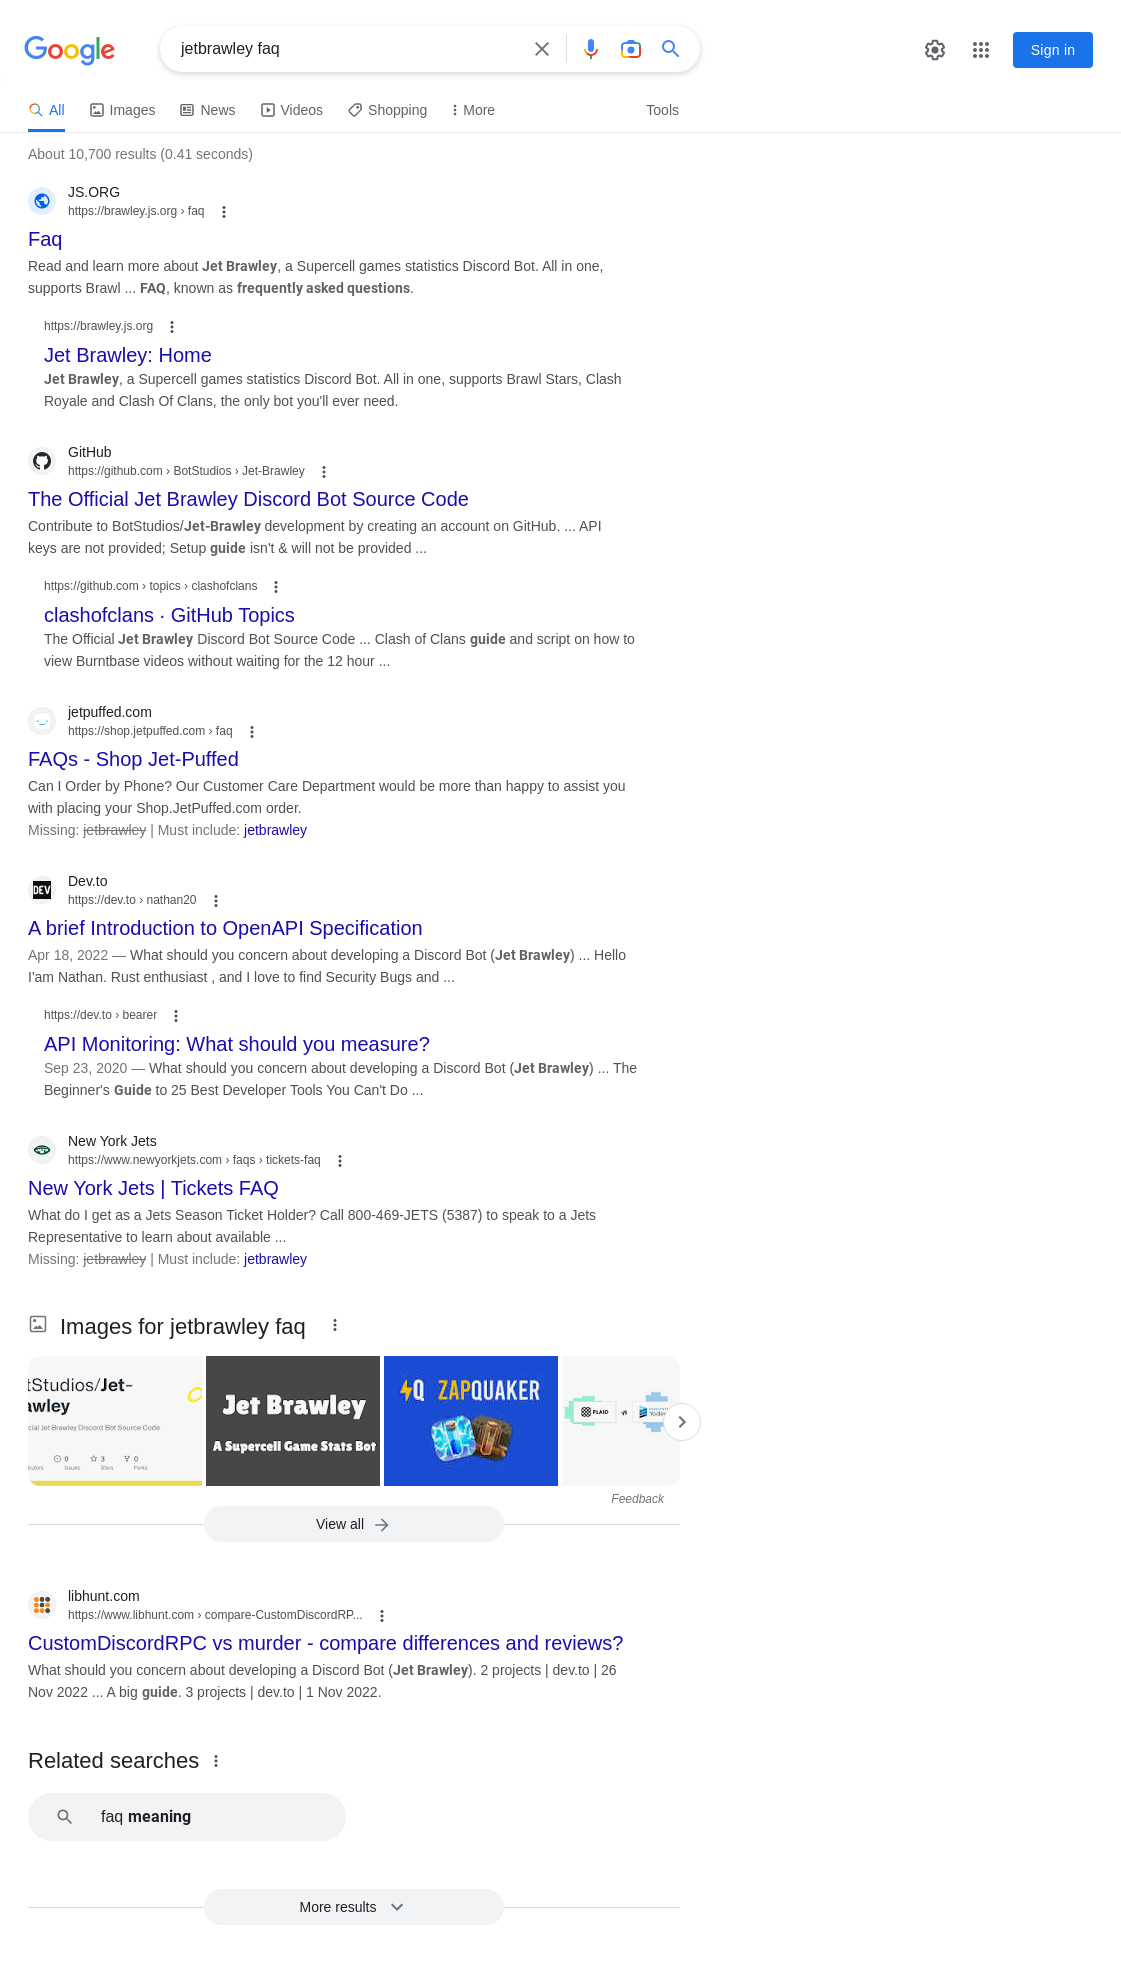 Google
jetbrawley faq
Sign in
All Images News Videos Shopping More Tools
About 10,700 results (0.41 seconds)
JS.ORG
https://brawley.js.org › faq
Faq
Read and learn more about Jet Brawley, a Supercell games statistics Discord Bot. All in one,
supports Brawl ... FAQ, known as frequently asked questions.
https://brawley.js.org
Jet Brawley: Home
Jet Brawley, a Supercell games statistics Discord Bot. All in one, supports Brawl Stars, Clash
Royale and Clash Of Clans, the only bot you'll ever need.
GitHub
https://github.com › BotStudios › Jet-Brawley
The Official Jet Brawley Discord Bot Source Code
Contribute to BotStudios/Jet-Brawley development by creating an account on GitHub. ... API
keys are not provided; Setup guide isn't & will not be provided ...
https://github.com › topics › clashofclans
clashofclans · GitHub Topics
The Official Jet Brawley Discord Bot Source Code ... Clash of Clans guide and script on how to
view Burntbase videos without waiting for the 12 hour ...
jetpuffed.com
https://shop.jetpuffed.com › faq
FAQs - Shop Jet-Puffed
Can I Order by Phone? Our Customer Care Department would be more than happy to assist you
with placing your Shop.JetPuffed.com order.
Missing: jetbrawley | Must include: jetbrawley
DEV
Dev.to
https://dev.to › nathan20
A brief Introduction to OpenAPI Specification
Apr 18, 2022 — What should you concern about developing a Discord Bot (Jet Brawley) ... Hello
I'am Nathan. Rust enthusiast , and I love to find Security Bugs and ...
https://dev.to › bearer
API Monitoring: What should you measure?
Sep 23, 2020 — What should you concern about developing a Discord Bot (Jet Brawley) ... The
Beginner's Guide to 25 Best Developer Tools You Can't Do ...
New York Jets
https://www.newyorkjets.com › faqs › tickets-faq
New York Jets | Tickets FAQ
What do I get as a Jets Season Ticket Holder? Call 800-469-JETS (5387) to speak to a Jets
Representative to learn about available ...
Missing: jetbrawley | Must include: jetbrawley
Images for jetbrawley faq
tStudios/Jet-
awley
cial Jet Brawley Discord Bot Source Code
0 3 0
Issues Stars Forks
Jet Brawley
A Supercell Game Stats Bot
Q ZAPQUAKER
PLAID vs Yodlee
Feedback
View all
libhunt.com
https://www.libhunt.com › compare-CustomDiscordRP...
CustomDiscordRPC vs murder - compare differences and reviews?
What should you concern about developing a Discord Bot (Jet Brawley). 2 projects | dev.to | 26
Nov 2022 ... A big guide. 3 projects | dev.to | 1 Nov 2022.
Related searches
faq meaning
More results